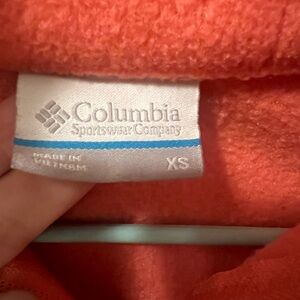 Columbia
Sportswear Company
MADE IN
VIETNAM
XS